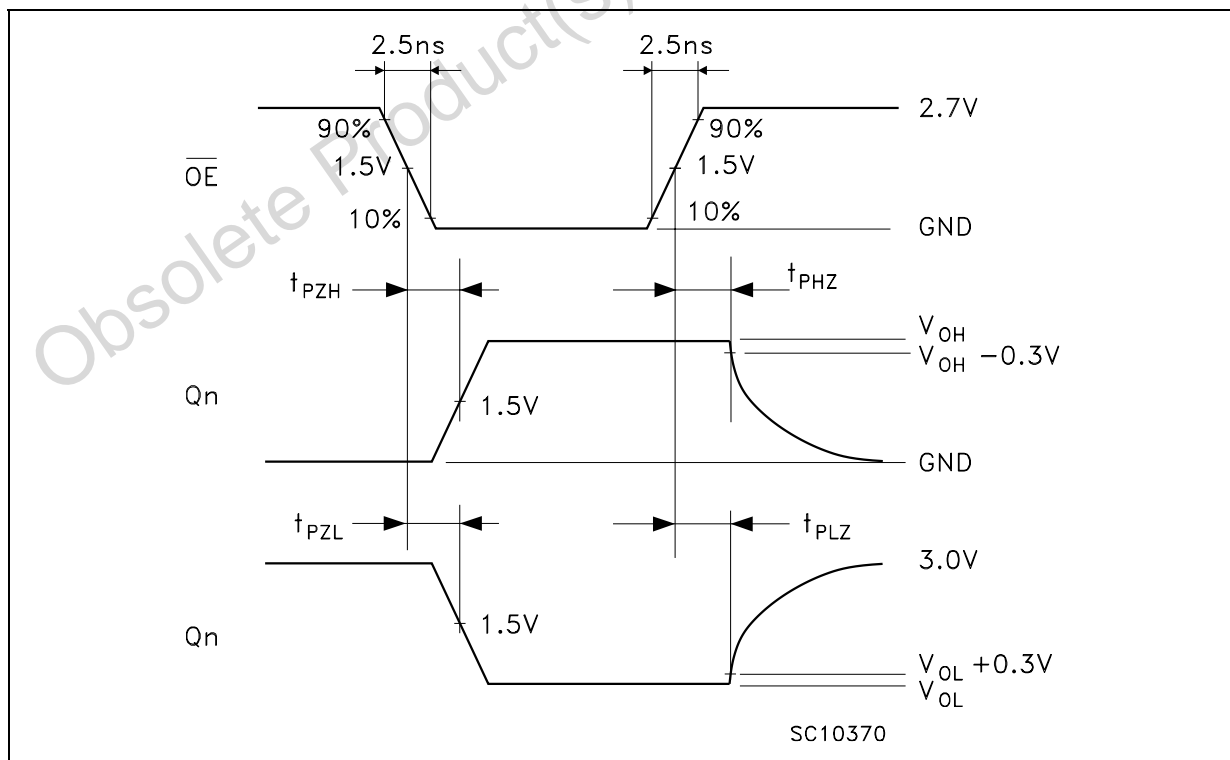 Obsolete Product(s)
2.5ns 2.5ns
2.7V
90% 90%
OE 1.5V 1.5V
10% 10%
GND
tPZH tPHZ
VOH
VOH -0.3V
Qn 1.5V
GND
tPZL tPLZ
3.0V
Qn 1.5V
VOL +0.3V
VOL
SC10370